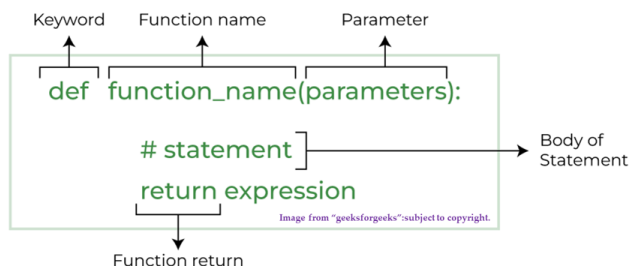 Keyword Function name Parameter
def function_name(parameters):
# statement
Body of
Statement
return expression
Image from "geeksforgeeks":subject to copyright.
Function return